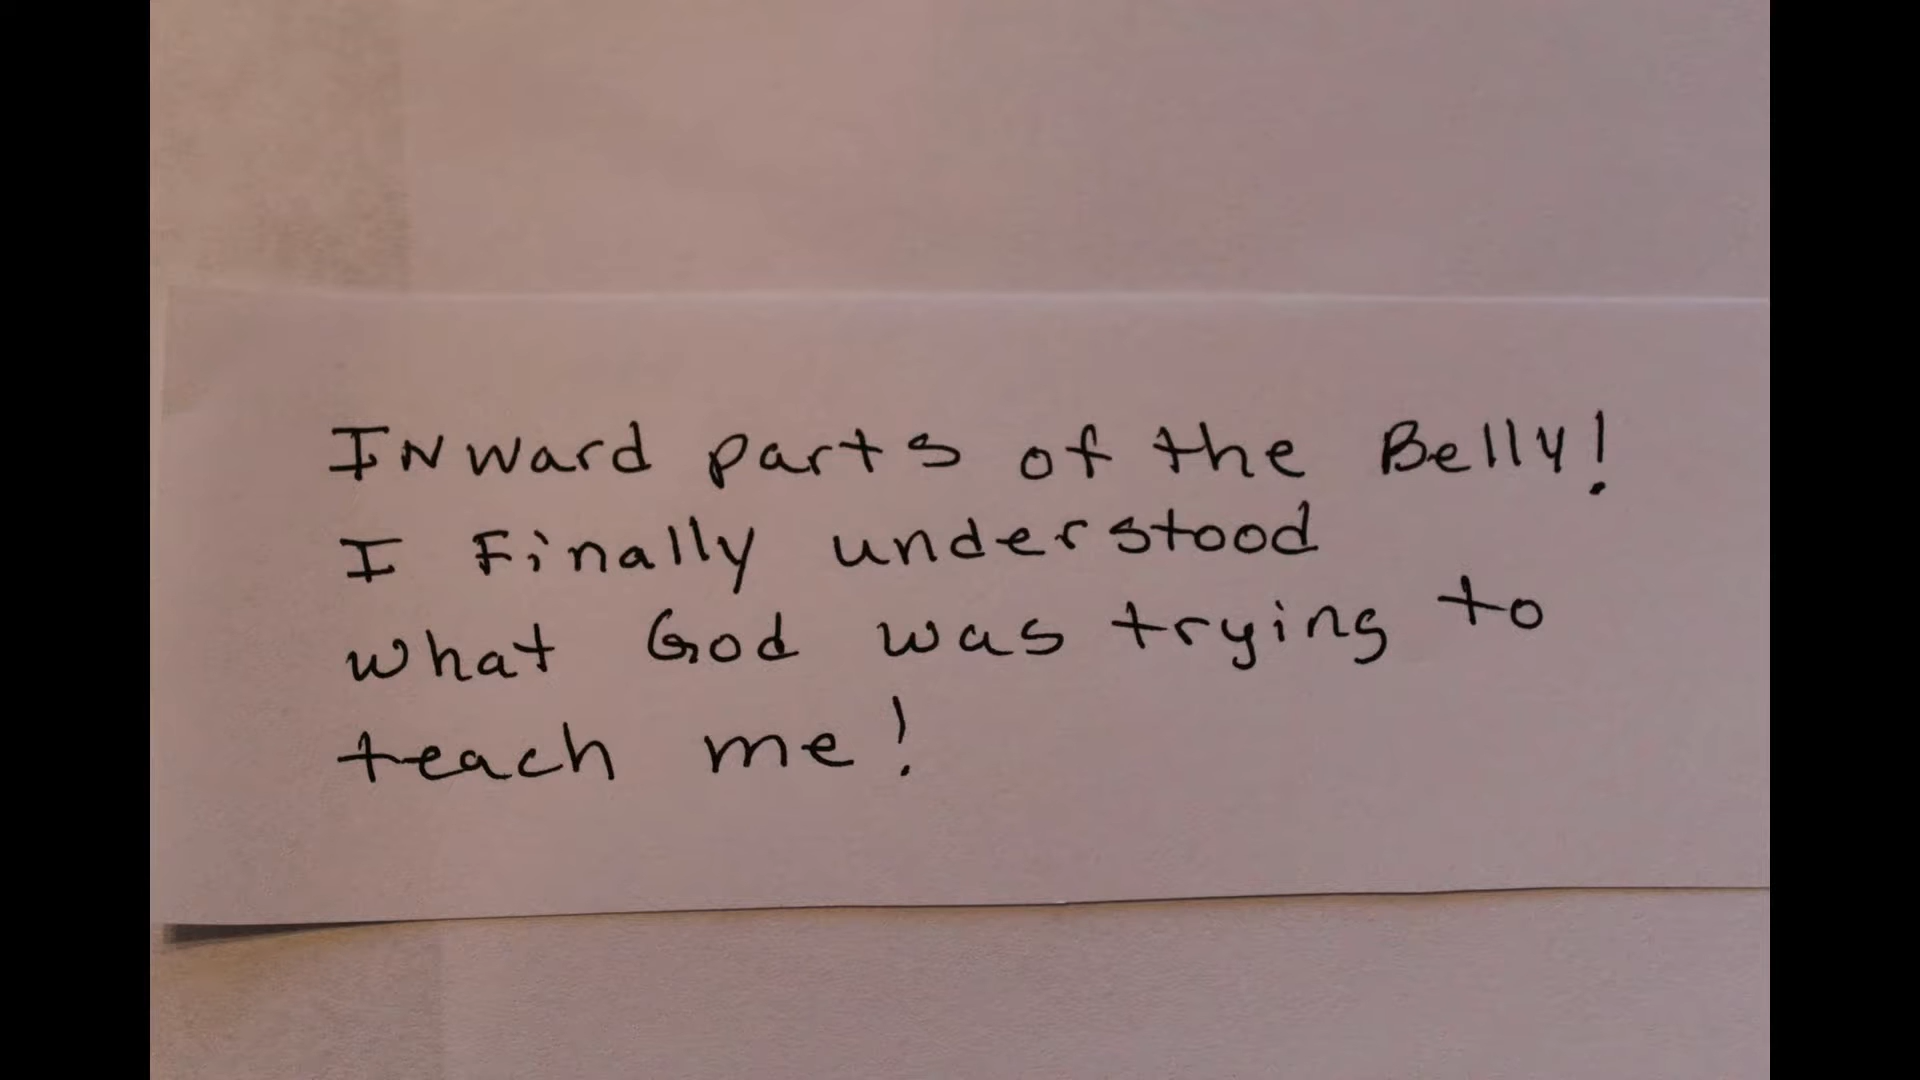 Inward parts of the Belly!
I Finally understood
what God was trying to
teach me!